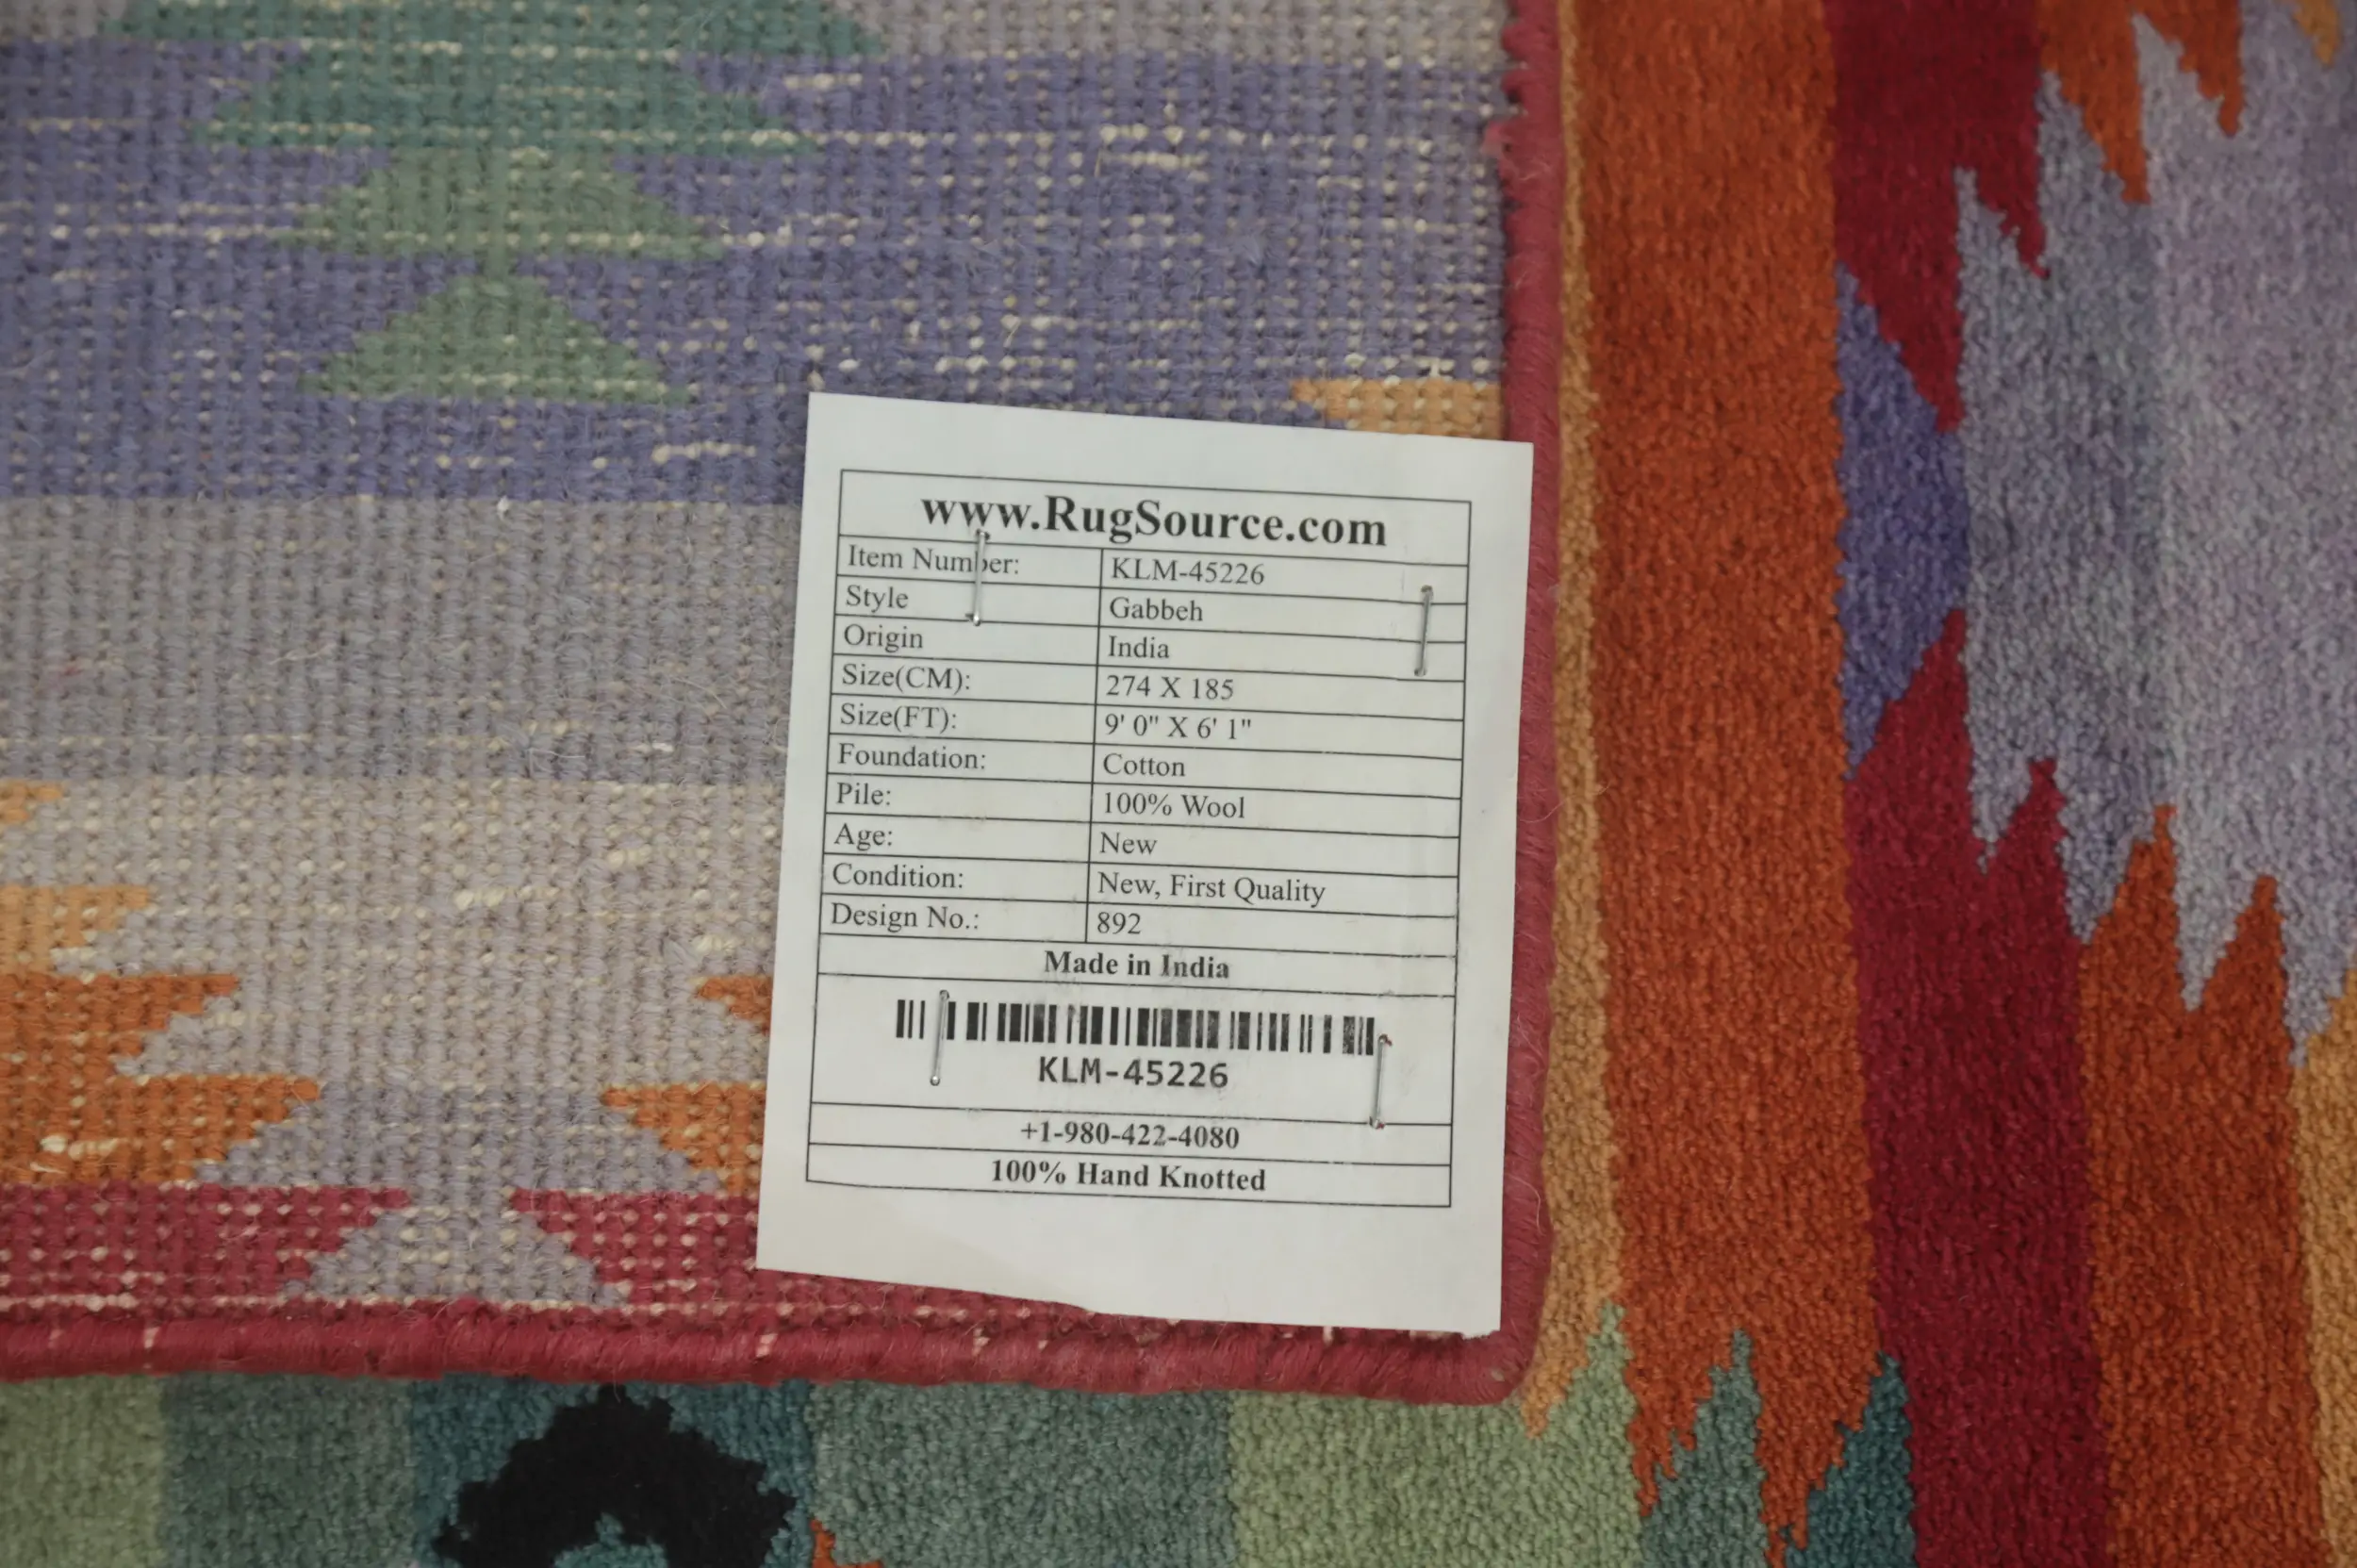 www.RugSource.com
Item Number: KLM-45226
Style Gabbeh
Origin India
Size(CM): 274 X 185
Size(FT): 9' 0" X 6' 1"
Foundation: Cotton
Pile: 100% Wool
Age: New
Condition: New, First Quality
Design No.: 892
Made in India
KLM-45226
+1-980-422-4080
100% Hand Knotted